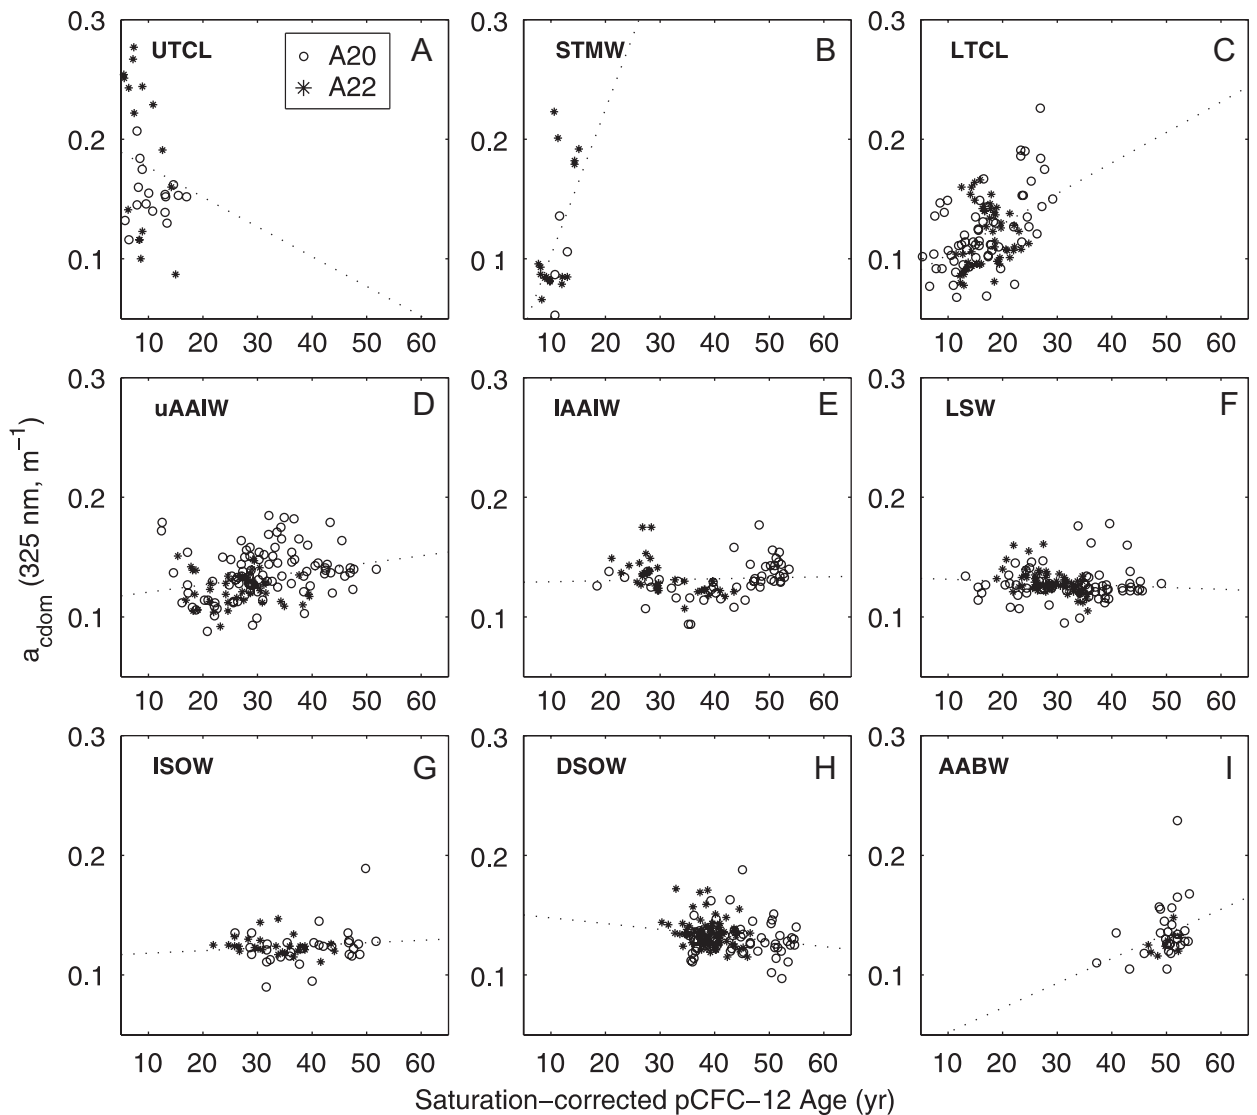 0.3
0.2
0.1
UTCL
A
A20
A22
10 20 30 40 50 60
0.3
0.2
0.1
STMW
B
10 20 30 40 50 60
0.3
0.2
0.1
LTCL
C
10 20 30 40 50 60
0.3
0.2
0.1
uAAIW
D
10 20 30 40 50 60
0.3
0.2
0.1
lAAIW
E
10 20 30 40 50 60
0.3
0.2
0.1
LSW
F
10 20 30 40 50 60
0.3
0.2
0.1
ISOW
G
10 20 30 40 50 60
0.3
0.2
0.1
DSOW
H
10 20 30 40 50 60
0.3
0.2
0.1
AABW
I
10 20 30 40 50 60
a_cdom (325 nm, m⁻¹)
Saturation−corrected pCFC−12 Age (yr)